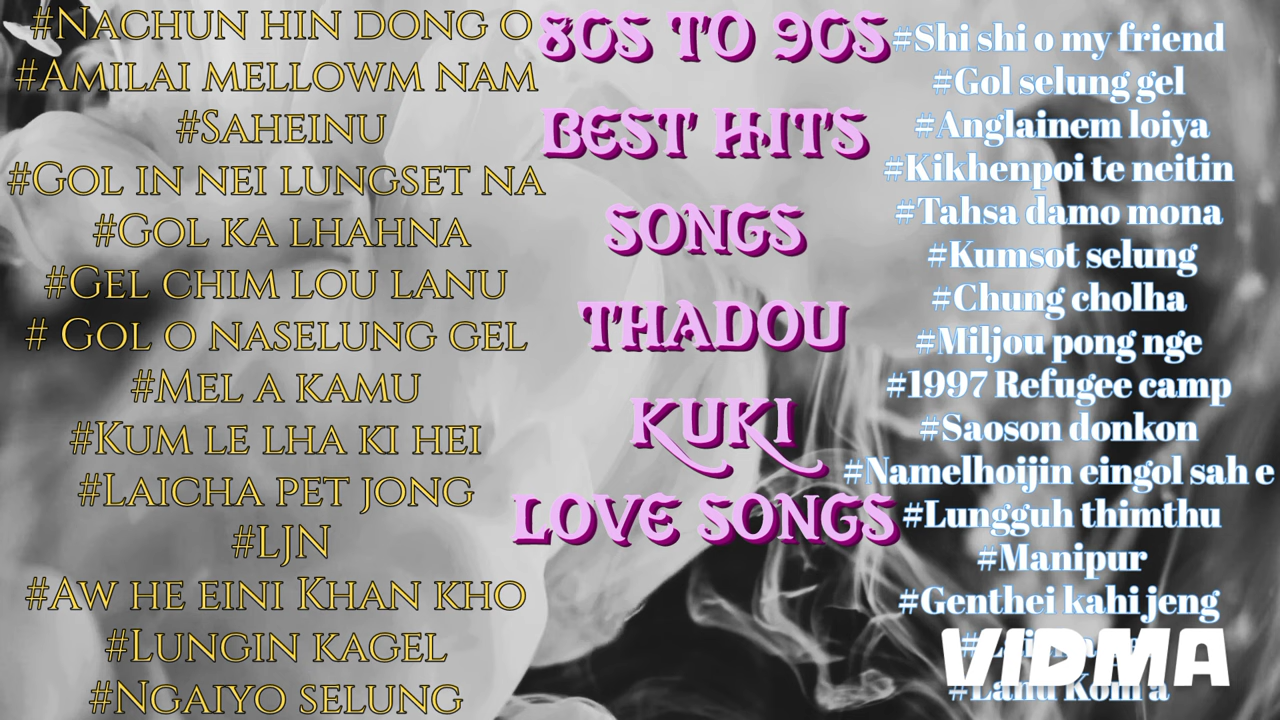 #Nachun hin dong o
#Amilai mellowm nam
#Saheinu
#Gol in nei lungset na
#Gol ka lhahna
#Gel chim lou lanu
# Gol o naselung gel
#Mel a kamu
#Kum le lha ki hei
#Laicha pet jong
#LJN
#Aw he eini Khan kho
#Lungin kagel
#Ngaiyo selung
80s to 90s
Best Hits
Songs
Thadou
Kuki
Love Songs
#Shi shi o my friend
#Gol selung gel
#Anglainem loiya
#Kikhenpoi te neitin
#Tahsa damo mona
#Kumsot selung
#Chung cholha
#Miljou pong nge
#1997 Refugee camp
#Saoson donkon
#Namelhoijin eingol sah e
#Lungguh thimthu
#Manipur
#Genthei kahi jeng
#Lanu Kom a
VIDMA